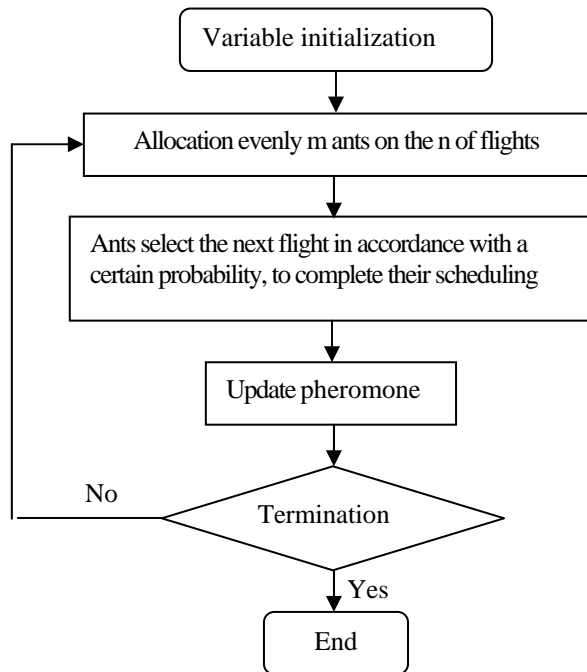 Variable initialization
Allocation evenly m ants on the n of flights
Ants select the next flight in accordance with a
certain probability, to complete their scheduling
Update pheromone
No
Termination
Yes
End